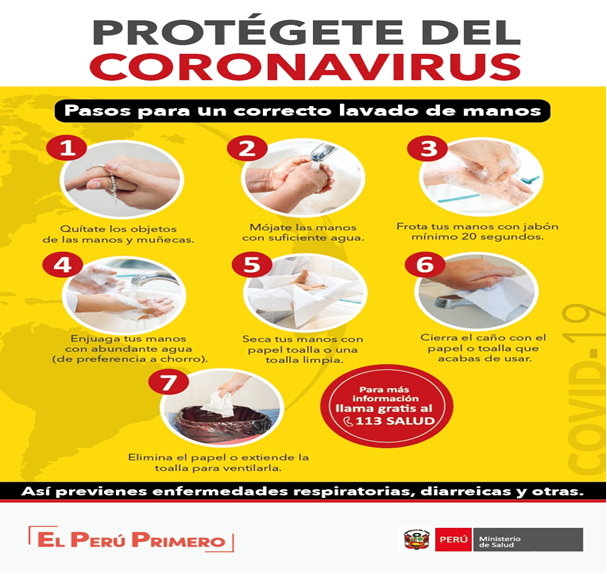 PROTÉGETE DEL
CORONAVIRUS
Pasos para un correcto lavado de manos
1
Quítate los objetos
de las manos y muñecas.
2
Mójate las manos
con suficiente agua.
3
Frota tus manos con jabón
mínimo 20 segundos.
4
Enjuaga tus manos
con abundante agua
(de preferencia a chorro).
5
Seca tus manos con
papel toalla o una
toalla limpia.
6
Cierra el caño con el
papel o toalla que
acabas de usar.
7
Elimina el papel o extiende la
toalla para ventilarla.
Para más
información
llama gratis al
113 SALUD
COVID-19
Así previenes enfermedades respiratorias, diarreicas y otras.
EL PERÚ PRIMERO
PERÚ
Ministerio
de Salud